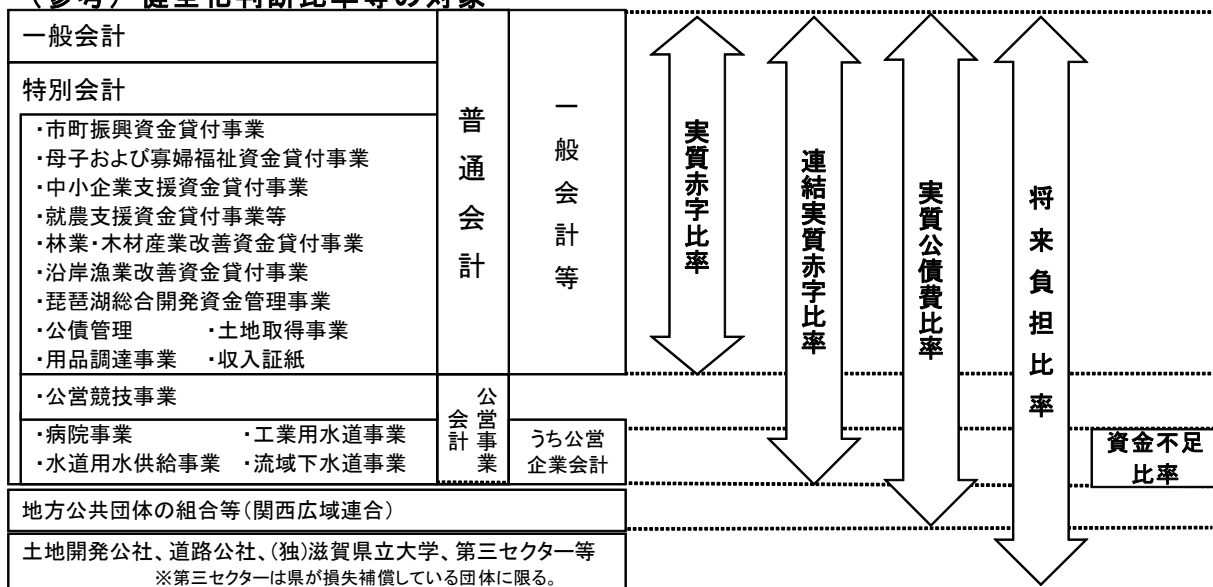 (参考)健全化判断比率等の対象
一般会計
特別会計
・市町振興資金貸付事業
・母子および寡婦福祉資金貸付事業
・中小企業支援資金貸付事業
・就農支援資金貸付事業等
・林業・木材産業改善資金貸付事業
・沿岸漁業改善資金貸付事業
・琵琶湖総合開発資金管理事業
・公債管理 ・土地取得事業
・用品調達事業 ・収入証紙
・公営競技事業
・病院事業 ・工業用水道事業
・水道用水供給事業 ・流域下水道事業
普通会計
公営事業
会計
一般会計等
うち公営
企業会計
実質赤字比率
連結実質赤字比率
実質公債費比率
将来負担比率
資金不足
比率
地方公共団体の組合等(関西広域連合)
土地開発公社、道路公社、(独)滋賀県立大学、第三セクター等
※第三セクターは県が損失補償している団体に限る。